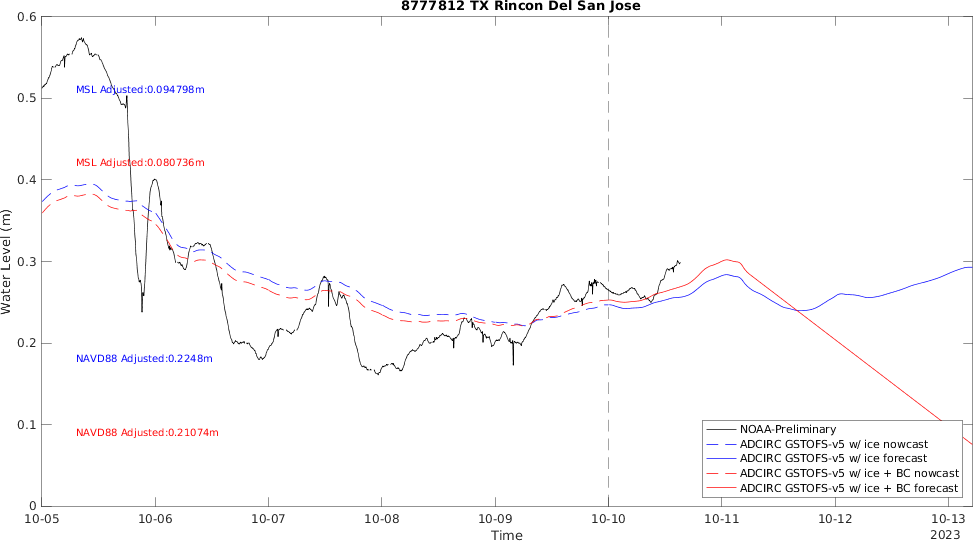 8777812 TX Rincon Del San Jose
0.6
0.5
0.4
0.3
0.2
0.1
0
Water Level (m)
MSL Adjusted:0.094798m
MSL Adjusted:0.080736m
NAVD88 Adjusted:0.2248m
NAVD88 Adjusted:0.21074m
NOAA-Preliminary
ADCIRC GSTOFS-v5 w/ ice nowcast
ADCIRC GSTOFS-v5 w/ ice forecast
ADCIRC GSTOFS-v5 w/ ice + BC nowcast
ADCIRC GSTOFS-v5 w/ ice + BC forecast
10-05 10-06 10-07 10-08 10-09 10-10 10-11 10-12 10-13
2023
Time